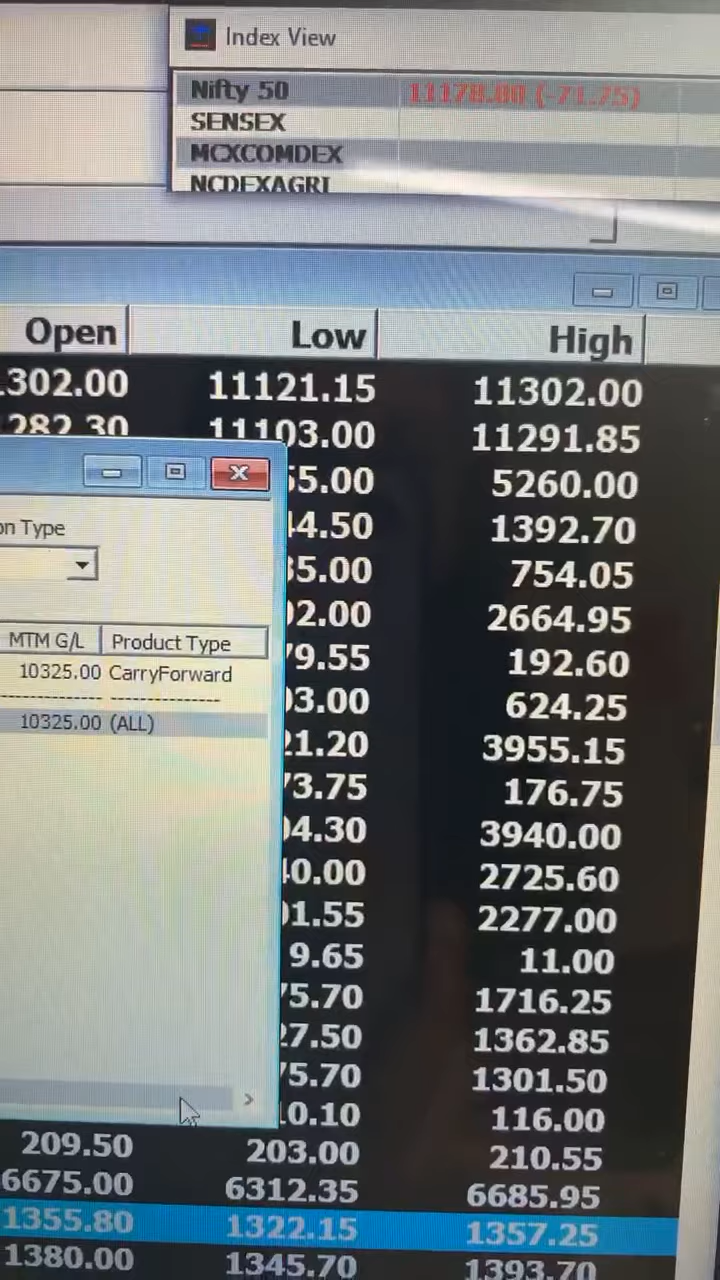 Index View
Nifty 50 11178.80 (-71.75)
SENSEX
MCXCOMDEX
NCDEXAGRI
Open Low High
302.00 11121.15 11302.00
282.30 11103.00 11291.85
55.00 5260.00
44.50 1392.70
on Type
35.00 754.05
02.00 2664.95
MTM G/L Product Type
79.55 192.60
10325.00 CarryForward
03.00 624.25
10325.00 (ALL)
21.20 3955.15
73.75 176.75
04.30 3940.00
40.00 2725.60
01.55 2277.00
9.65 11.00
75.70 1716.25
27.50 1362.85
75.70 1301.50
10.10 116.00
209.50 203.00 210.55
6675.00 6312.35 6685.95
1355.80 1322.15 1357.25
1380.00 1345.70 1393.70